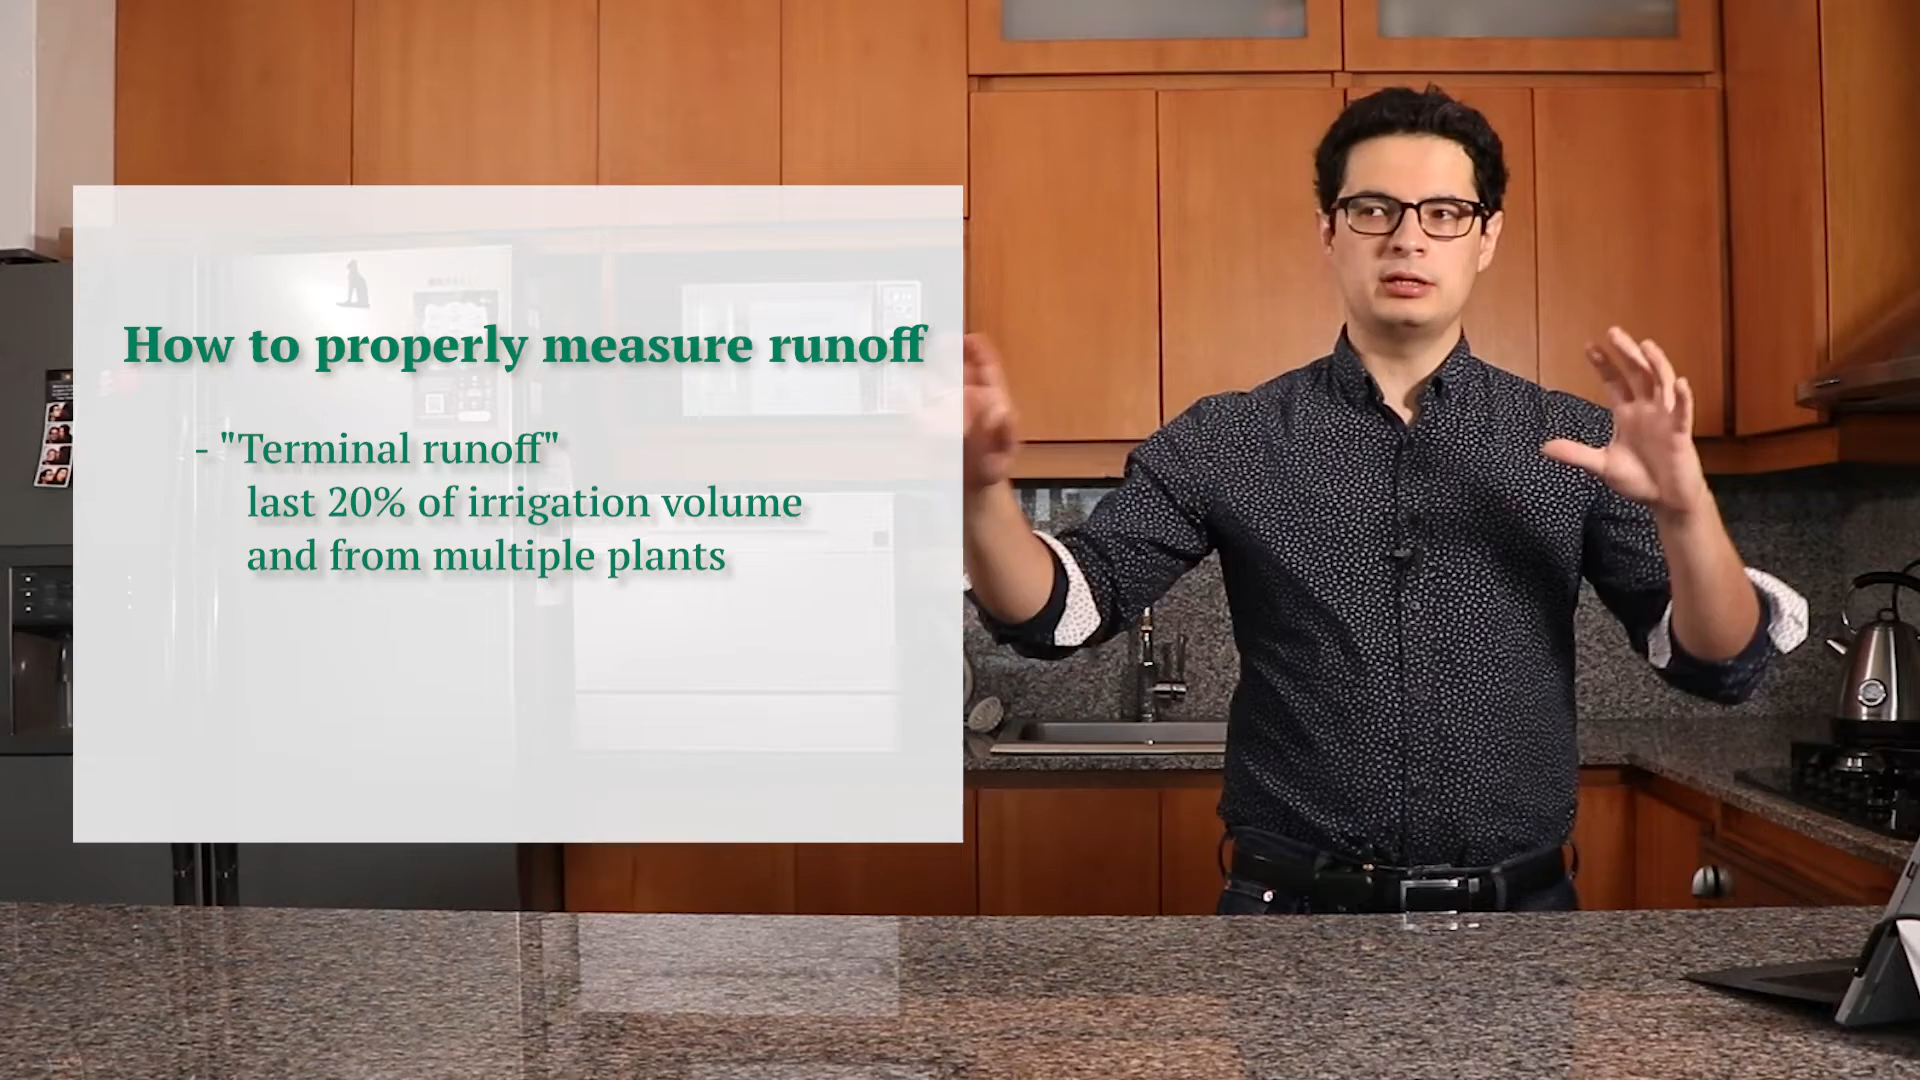 How to properly measure runoff
- "Terminal runoff"
last 20% of irrigation volume
and from multiple plants